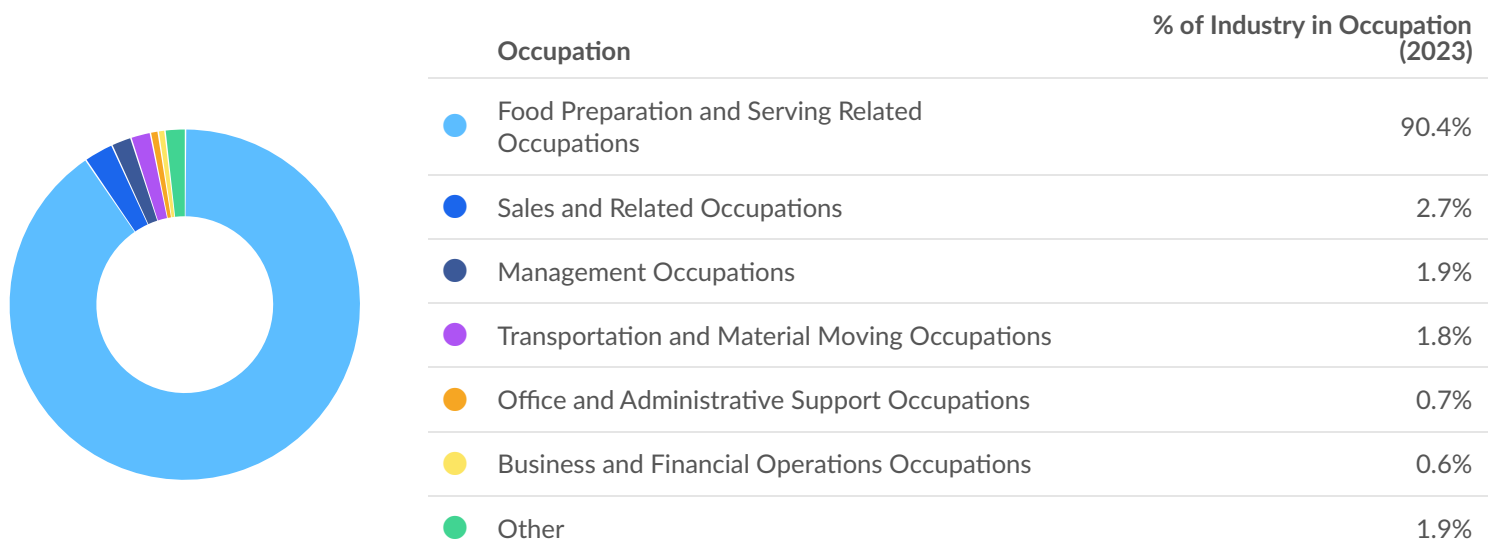 Occupation
% of Industry in Occupation
(2023)
Food Preparation and Serving Related
Occupations
90.4%
Sales and Related Occupations
2.7%
Management Occupations
1.9%
Transportation and Material Moving Occupations
1.8%
Office and Administrative Support Occupations
0.7%
Business and Financial Operations Occupations
0.6%
Other
1.9%